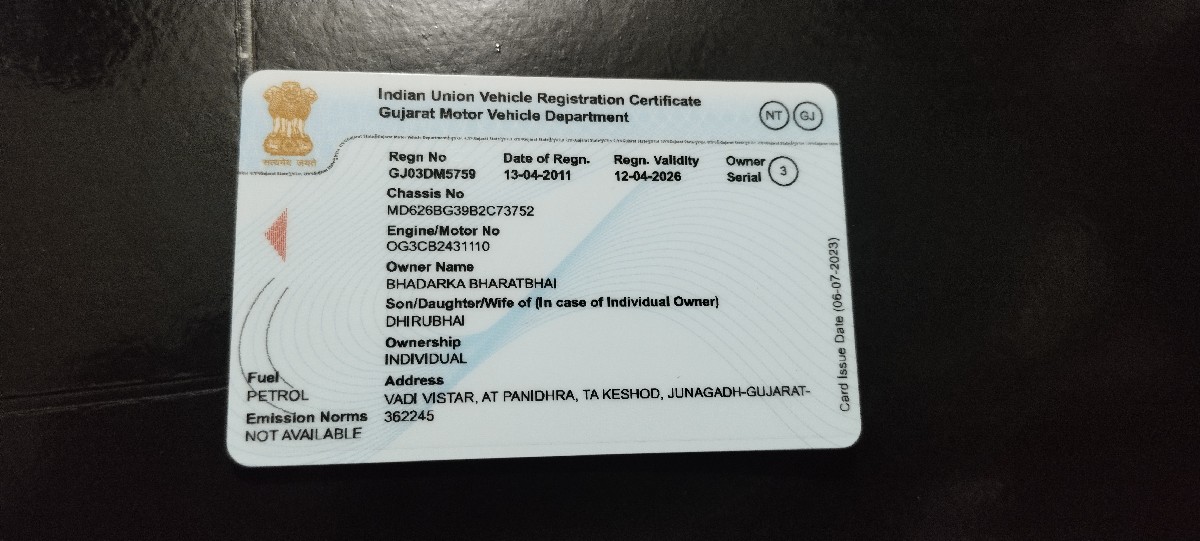 Indian Union Vehicle Registration Certificate
Gujarat Motor Vehicle Department
NT GJ
सत्यमेव जयते
Regn No Date of Regn. Regn. Validity Owner Serial 3
GJ03DM5759 13-04-2011 12-04-2026
Chassis No
MD626BG39B2C73752
Engine/Motor No
OG3CB2431110
Owner Name
BHADARKA BHARATBHAI
Son/Daughter/Wife of (In case of Individual Owner)
DHIRUBHAI
Ownership
INDIVIDUAL
Fuel
PETROL
Emission Norms
NOT AVAILABLE
Address
VADI VISTAR, AT PANIDHRA, TA KESHOD, JUNAGADH-GUJARAT-
362245
Card Issue Date (06-07-2023)